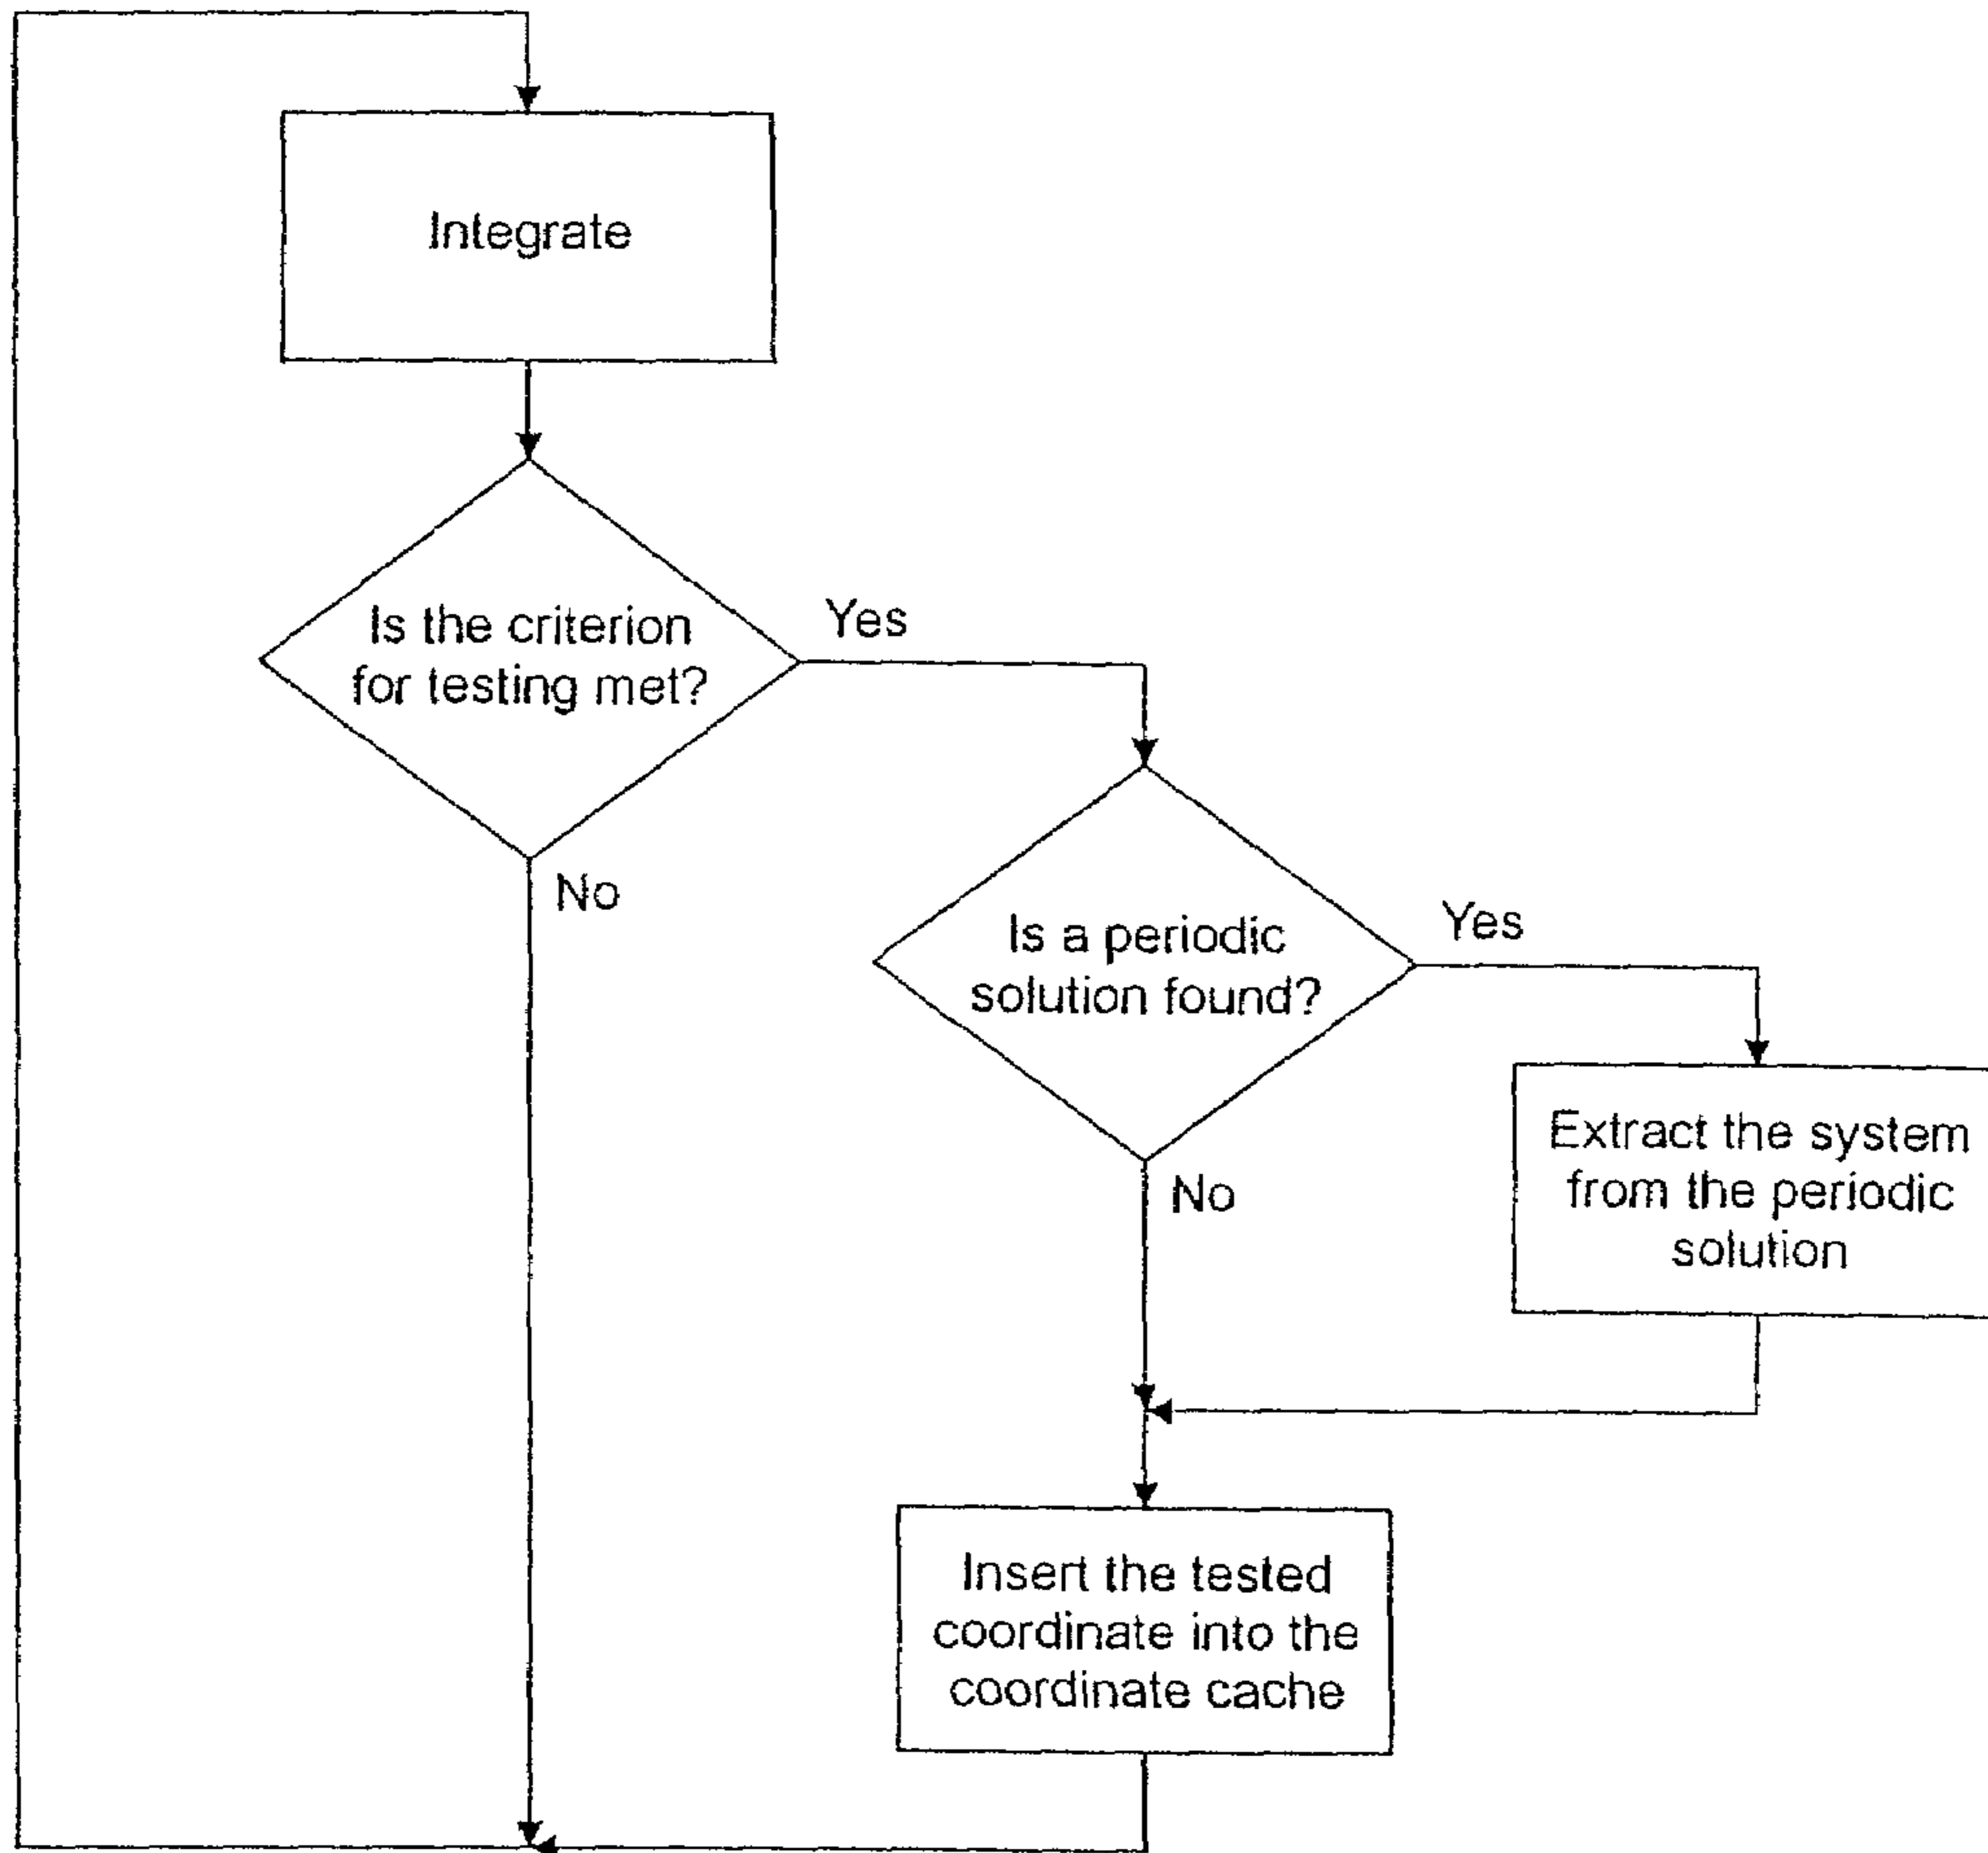 Integrate
Is the criterion
for testing met?
Yes
No
Is a periodic
solution found?
Yes
No
Extract the system
from the periodic
solution
Insert the tested
coordinate into the
coordinate cache